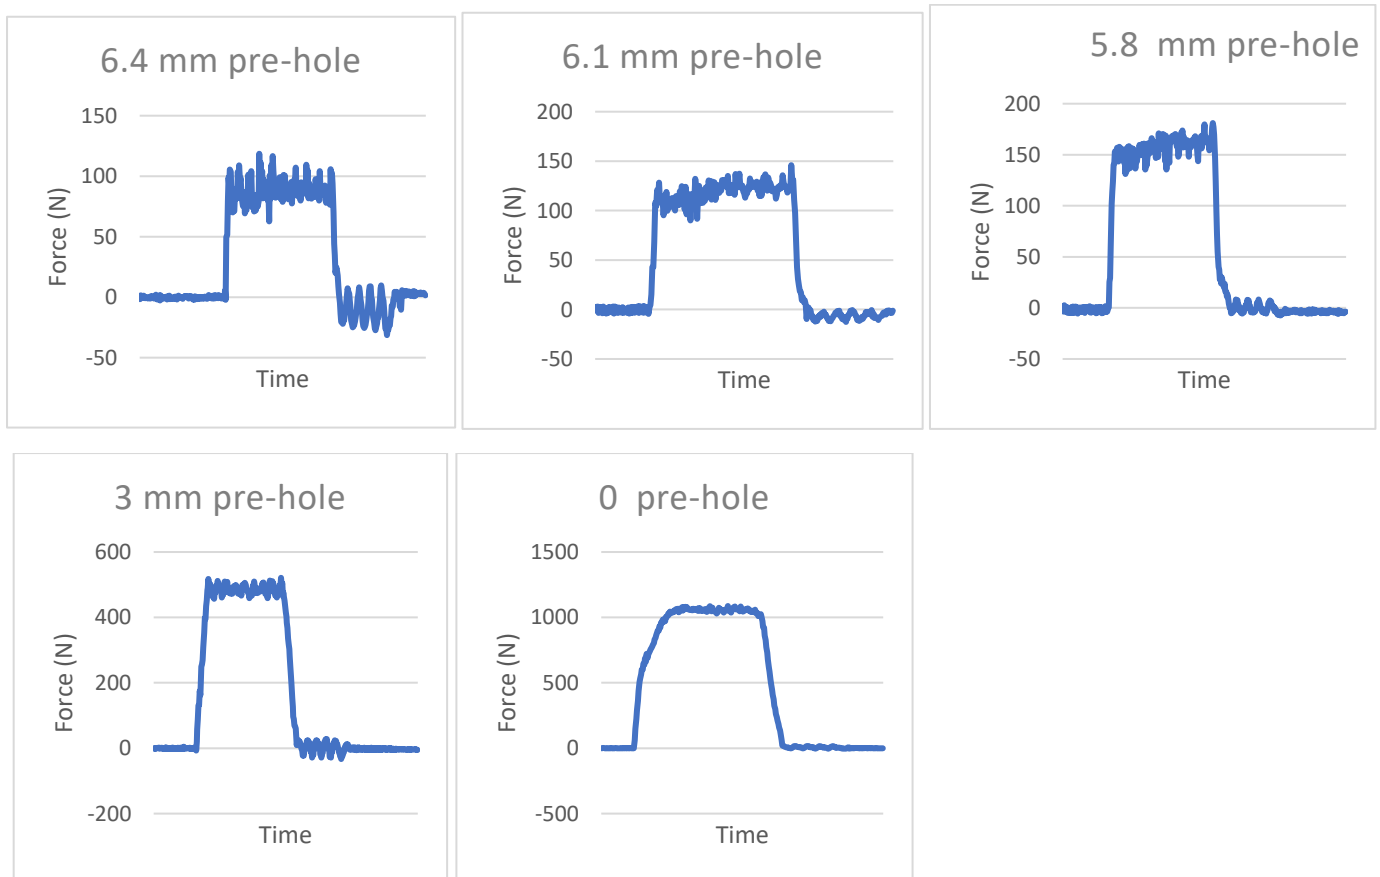 6.4 mm pre-hole
150
100
50
0
-50
Force (N)
Time
6.1 mm pre-hole
200
150
100
50
0
-50
Force (N)
Time
5.8 mm pre-hole
200
150
100
50
0
-50
Force (N)
Time
3 mm pre-hole
600
400
200
0
-200
Force (N)
Time
0 pre-hole
1500
1000
500
0
-500
Force (N)
Time